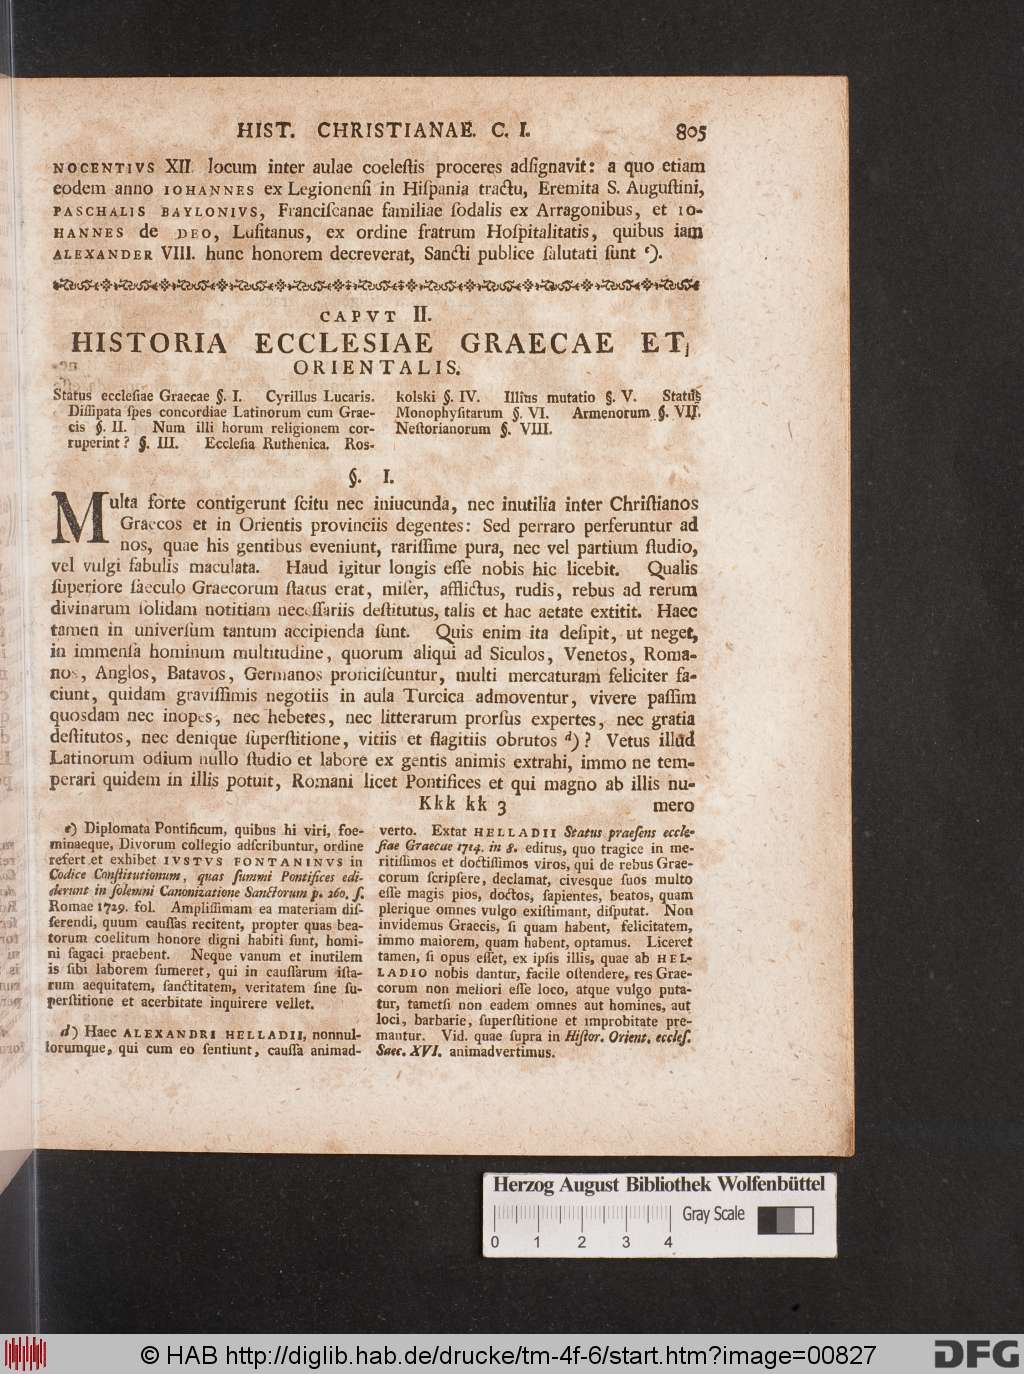 HIST. CHRISTIANAE. C. I. 805
NOCENTIVS XII locum inter aulae coeleſtis proceres adſignavit: a quo etiam
eodem anno IOHANNES ex Legionenſi in Hiſpania tractu, Eremita S. Auguſtini,
PASCHALIS BAYLONIVS, Franciſcanae familiae ſodalis ex Arragonibus, et IO-
HANNES de DEO, Luſitanus, ex ordine fratrum Hoſpitalitatis, quibus iam
ALEXANDER VIII. hunc honorem decreverat, Sancti publice ſalutati ſunt ᵉ).
CAPVT II.
HISTORIA ECCLESIAE GRAECAE ET
ORIENTALIS.
Status eccleſiae Graecae §. I. Cyrillus Lucaris.
Diſſipata ſpes concordiae Latinorum cum Grae-
cis §. II. Num illi horum religionem cor-
ruperint? §. III. Eccleſia Ruthenica. Ros-
kolski §. IV. Illius mutatio §. V. Status
Monophyſitarum §. VI. Armenorum §. VII.
Neſtorianorum §. VIII.
§. I.
Multa forte contigerunt ſcitu nec iniucunda, nec inutilia inter Chriſtianos
Graecos et in Orientis provinciis degentes: Sed perraro perferuntur ad
nos, quae his gentibus eveniunt, rariſſime pura, nec vel partium ſtudio,
vel vulgi fabulis maculata. Haud igitur longis eſſe nobis hic licebit. Qualis
ſuperiore ſaeculo Graecorum ſtatus erat, miſer, afflictus, rudis, rebus ad rerum
divinarum ſolidam notitiam neceſſariis deſtitutus, talis et hac aetate extitit. Haec
tamen in univerſum tantum accipienda ſunt. Quis enim ita deſipit, ut neget,
in immenſa hominum multitudine, quorum aliqui ad Siculos, Venetos, Roma-
nos, Anglos, Batavos, Germanos proficiſcuntur, multi mercaturam feliciter fa-
ciunt, quidam graviſſimis negotiis in aula Turcica admoventur, vivere paſſim
quosdam nec inopes, nec hebetes, nec litterarum prorſus expertes, nec gratia
deſtitutos, nec denique ſuperſtitione, vitiis et flagitiis obrutos ᵈ)? Vetus illud
Latinorum odium nullo ſtudio et labore ex gentis animis extrahi, immo ne tem-
perari quidem in illis potuit, Romani licet Pontifices et qui magno ab illis nu-
Kkk kk 3 mero
e) Diplomata Pontificum, quibus hi viri, foe-
minaeque, Divorum collegio adſcribuntur, ordine
refert et exhibet IVSTVS FONTANINVS in
Codice Conſtitutionum, quas ſummi Pontifices edi-
derunt in ſolemni Canonizatione Sanctorum p. 260. ſ.
Romae 1729. fol. Ampliſſimam ea materiam diſ-
ſerendi, quum cauſſas recitent, propter quas bea-
torum coelitum honore digni habiti ſunt, homi-
ni ſagaci praebent. Neque vanum et inutilem
is ſibi laborem ſumeret, qui in cauſſarum iſta-
rum aequitatem, ſanctitatem, veritatem ſine ſu-
perſtitione et acerbitate inquirere vellet.
d) Haec ALEXANDRI HELLADII, nonnul-
lorumque, qui cum eo ſentiunt, cauſſa animad-
verto. Extat HELLADII Status praeſens eccle-
ſiae Graecae 1714. in 8. editus, quo tragice in me-
ritiſſimos et doctiſſimos viros, qui de rebus Grae-
corum ſcripſere, declamat, civesque ſuos multo
eſſe magis pios, doctos, ſapientes, beatos, quam
plerique omnes vulgo exiſtimant, diſputat. Non
invidemus Graecis, ſi quam habent, felicitatem,
immo maiorem, quam habent, optamus. Liceret
tamen, ſi opus eſſet, ex ipſis illis, quae ab HEL-
LADIO nobis dantur, facile oſtendere, res Grae-
corum non meliori eſſe loco, atque vulgo puta-
tur, tametſi non eadem omnes aut homines, aut
loci, barbarie, ſuperſtitione et improbitate pre-
mantur. Vid. quae ſupra in Hiſtor. Orient. eccleſ.
Saec. XVI. animadvertimus.
Herzog August Bibliothek Wolfenbüttel
Gray Scale
0 1 2 3 4
© HAB http://diglib.hab.de/drucke/tm-4f-6/start.htm?image=00827
DFG